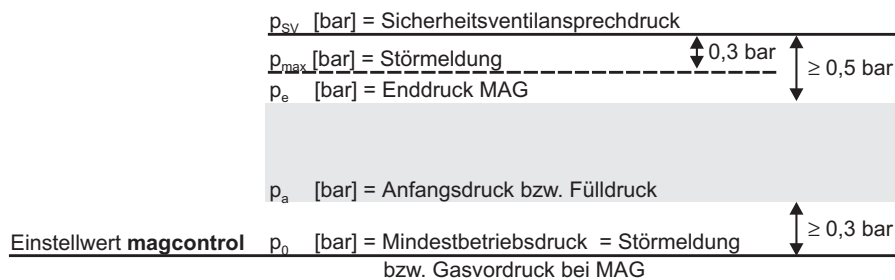 p_SV [bar] = Sicherheitsventilansprechdruck
0,3 bar
p_max [bar] = Störmeldung
≥ 0,5 bar
p_e [bar] = Enddruck MAG
p_a [bar] = Anfangsdruck bzw. Fülldruck
≥ 0,3 bar
Einstellwert magcontrol p_0 [bar] = Mindestbetriebsdruck = Störmeldung
bzw. Gasvordruck bei MAG